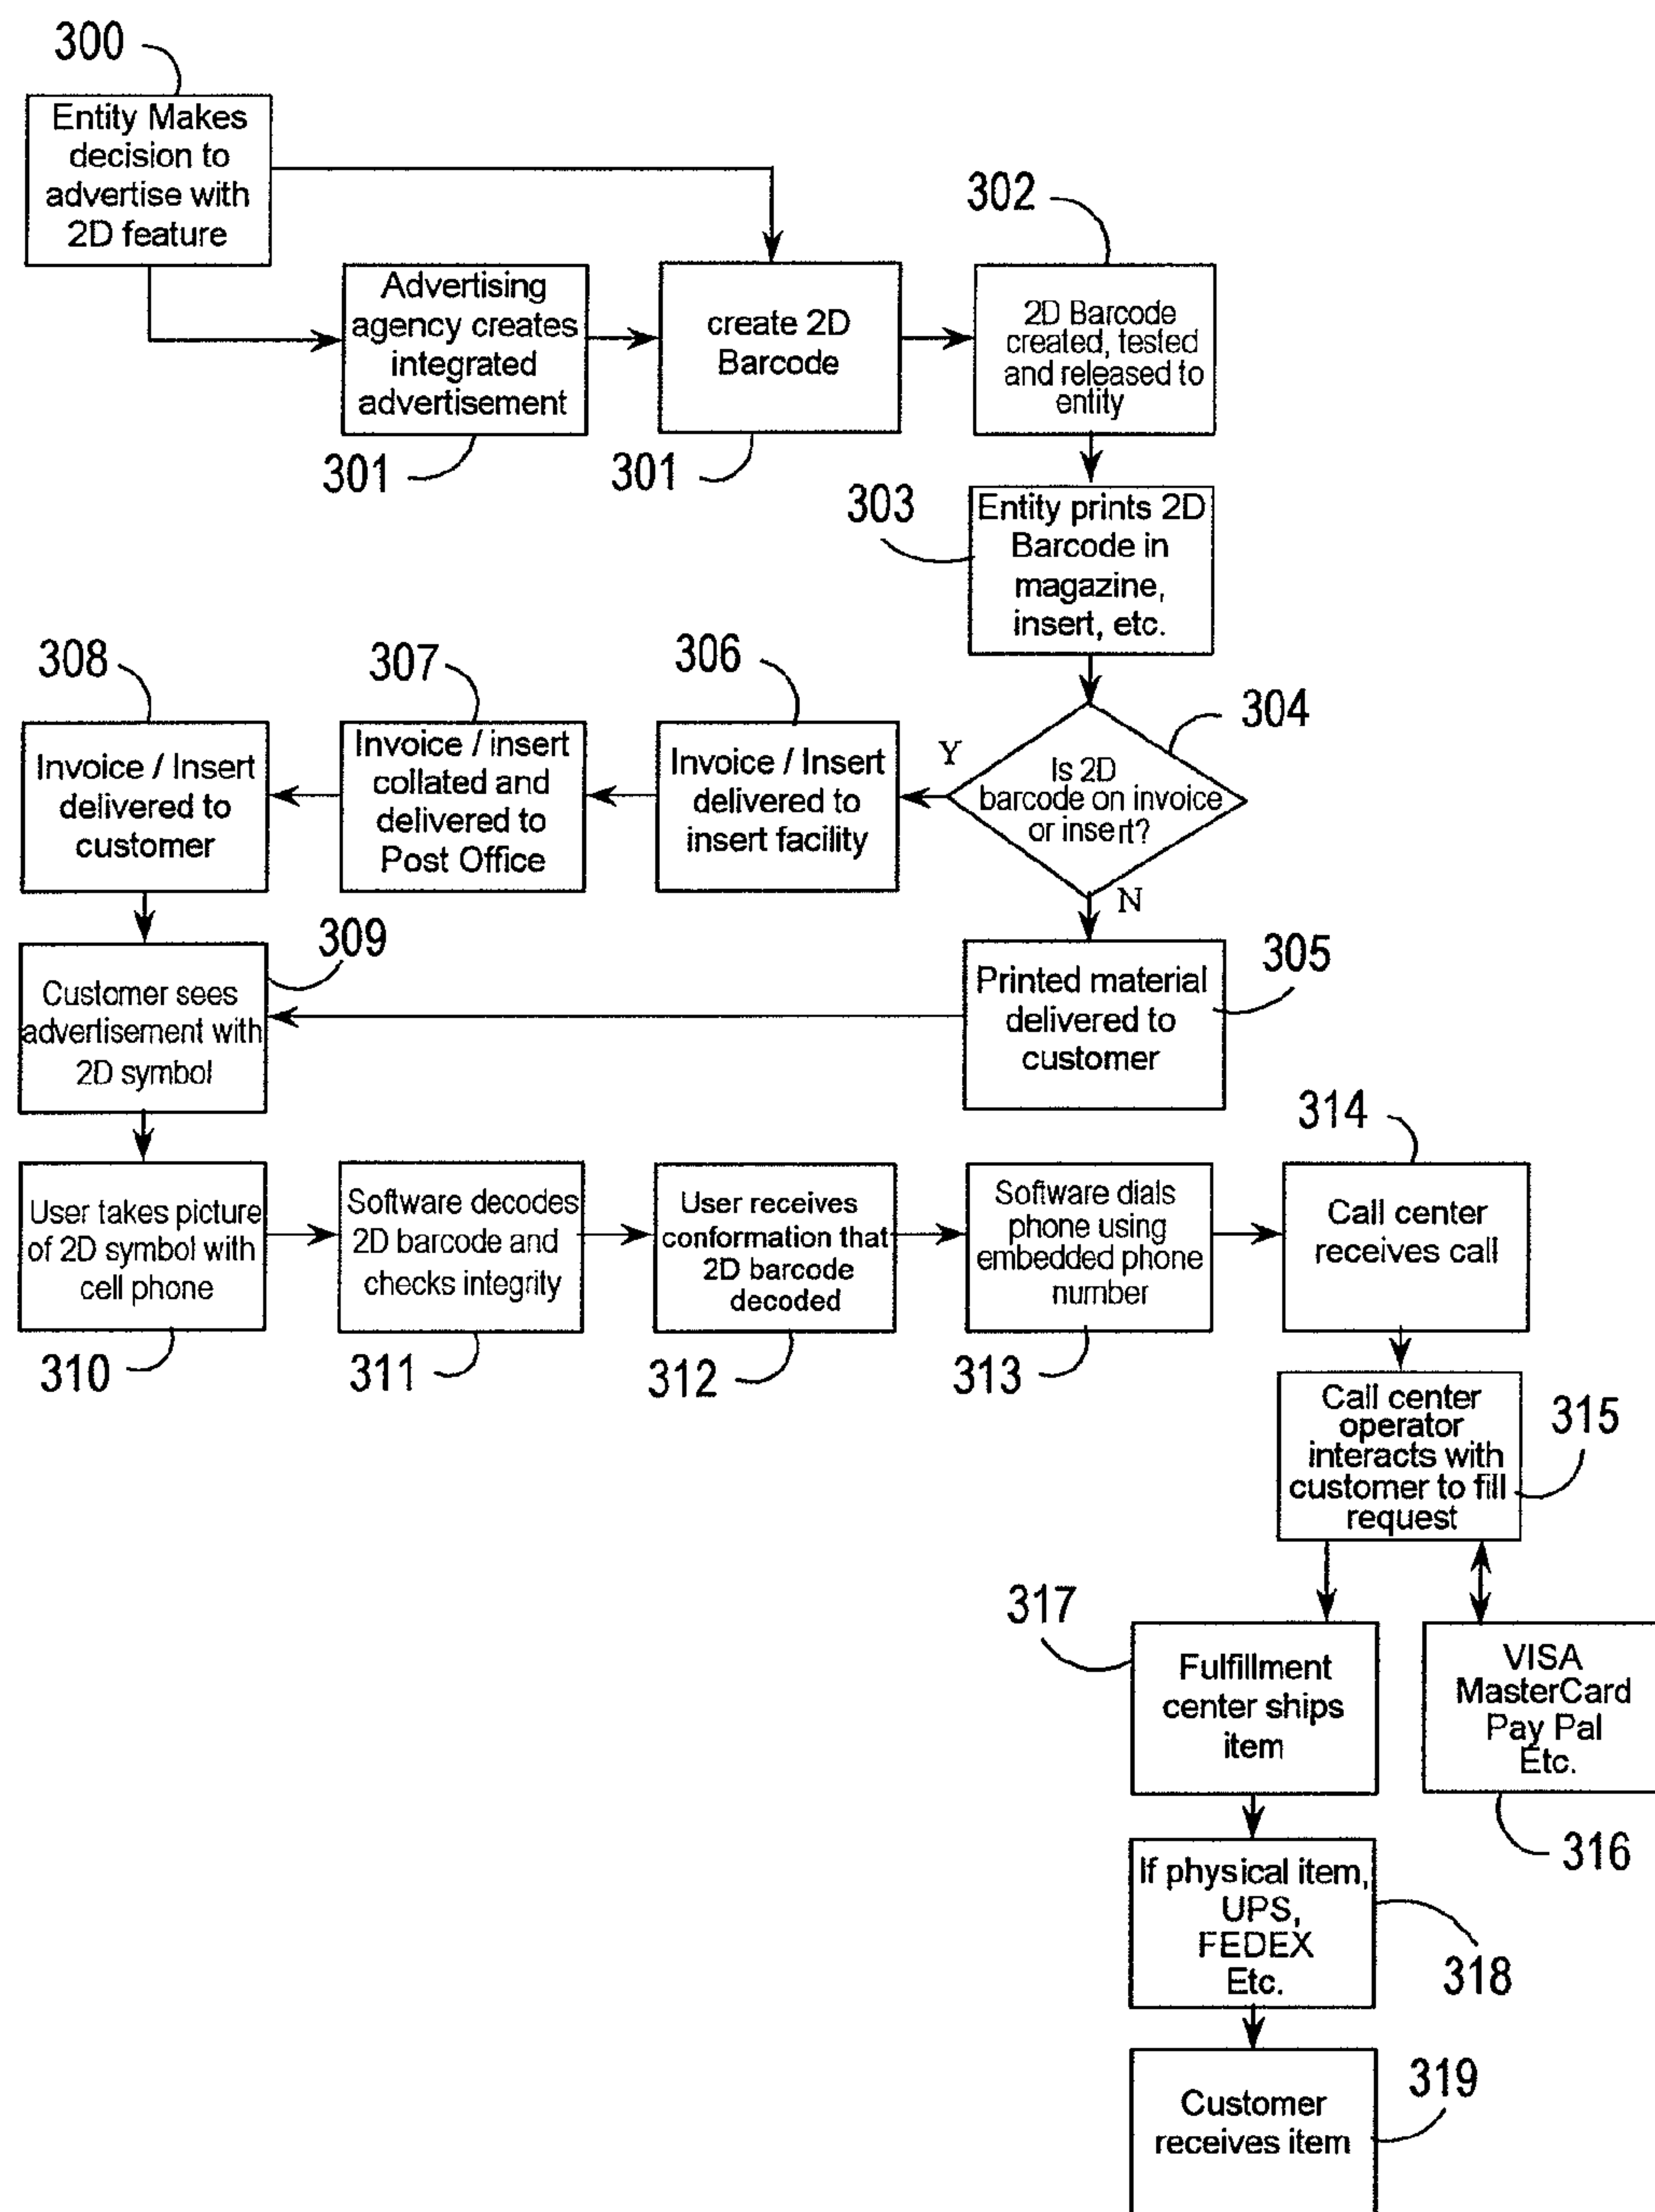 300
Entity Makes
decision to
advertise with
2D feature
Advertising
agency creates
integrated
advertisement
301
create 2D
Barcode
301
302
2D Barcode
created, tested
and released to
entity
303
Entity prints 2D
Barcode in
magazine,
insert, etc.
304
Is 2D
barcode on invoice
or insert?
Y
N
306
Invoice / Insert
delivered to
insert facility
307
Invoice / insert
collated and
delivered to
Post Office
308
Invoice / Insert
delivered to
customer
305
Printed material
delivered to
customer
309
Customer sees
advertisement with
2D symbol
User takes picture
of 2D symbol with
cell phone
310
Software decodes
2D barcode and
checks integrity
311
User receives
conformation that
2D barcode
decoded
312
Software dials
phone using
embedded phone
number
313
314
Call center
receives call
Call center
operator
interacts with
customer to fill
request
315
317
Fulfillment
center ships
item
VISA
MasterCard
Pay Pal
Etc.
316
If physical item,
UPS,
FEDEX
Etc.
318
Customer
receives item
319